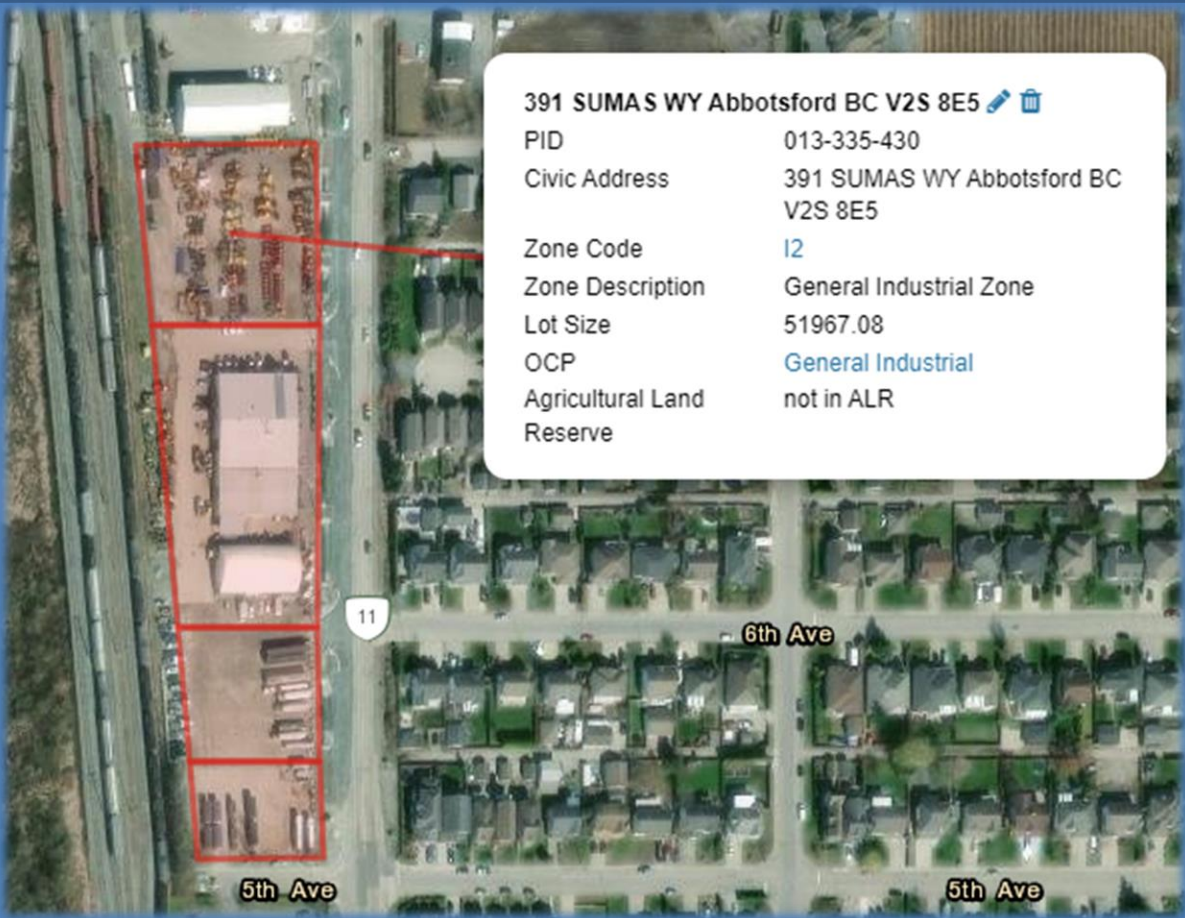 391 SUMAS WY Abbotsford BC V2S 8E5
PID 013-335-430
Civic Address 391 SUMAS WY Abbotsford BC
V2S 8E5
Zone Code I2
Zone Description General Industrial Zone
Lot Size 51967.08
OCP General Industrial
Agricultural Land not in ALR
Reserve
11
6th Ave
5th Ave
5th Ave